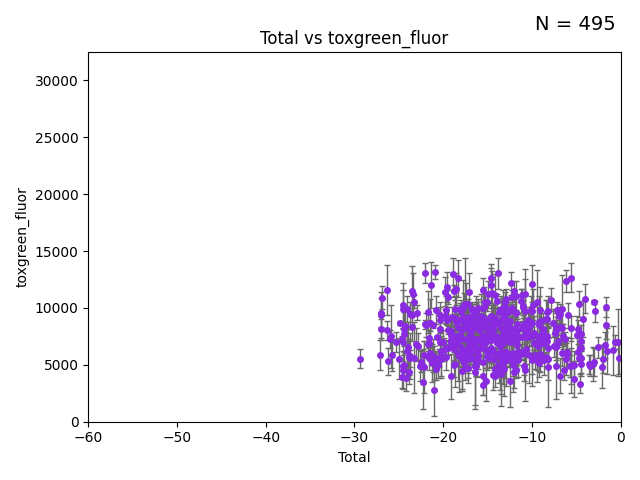 N = 495
Total vs toxgreen_fluor
30000
25000
20000
15000
10000
5000
0
toxgreen_fluor
−60 −50 −40 −30 −20 −10 0
Total